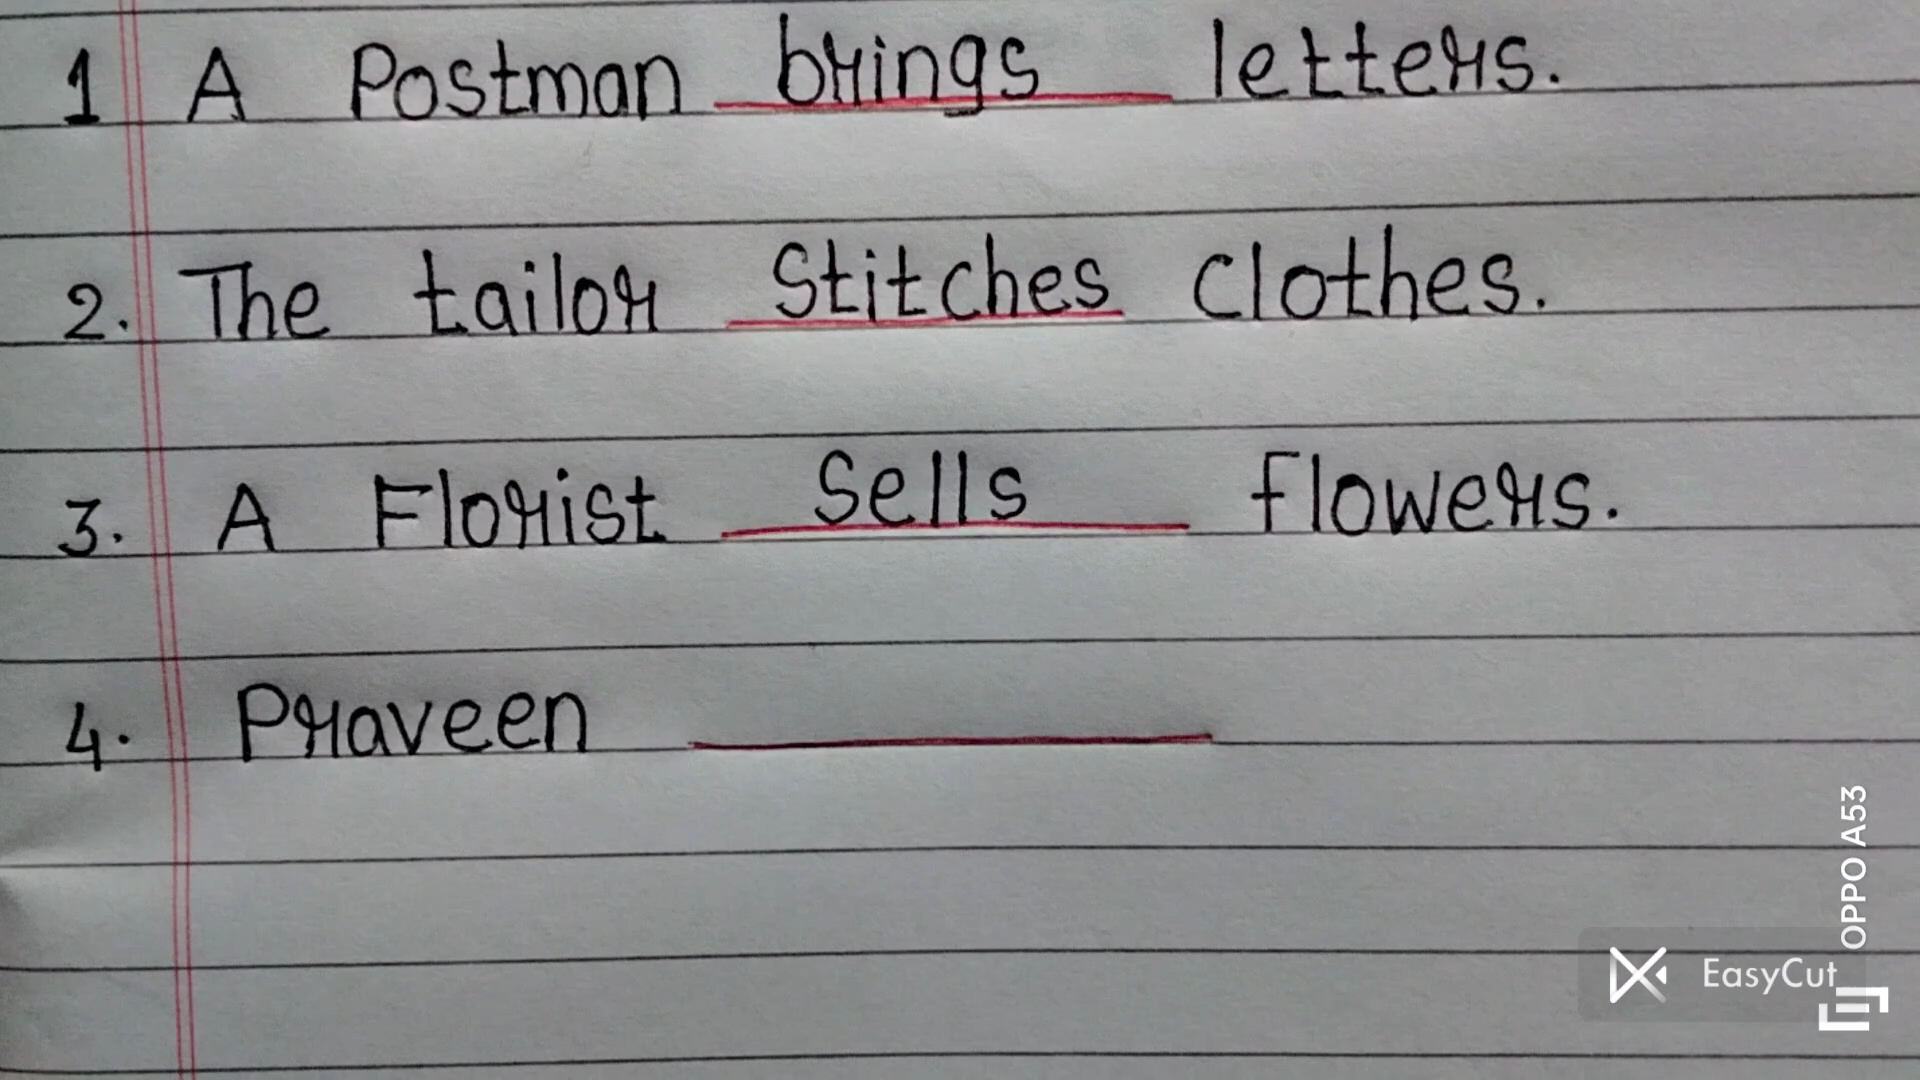 1 A Postman brings letters.
2. The tailor Stitches clothes.
3. A Florist Sells flowers.
4. Praveen
OPPO A53
EasyCut